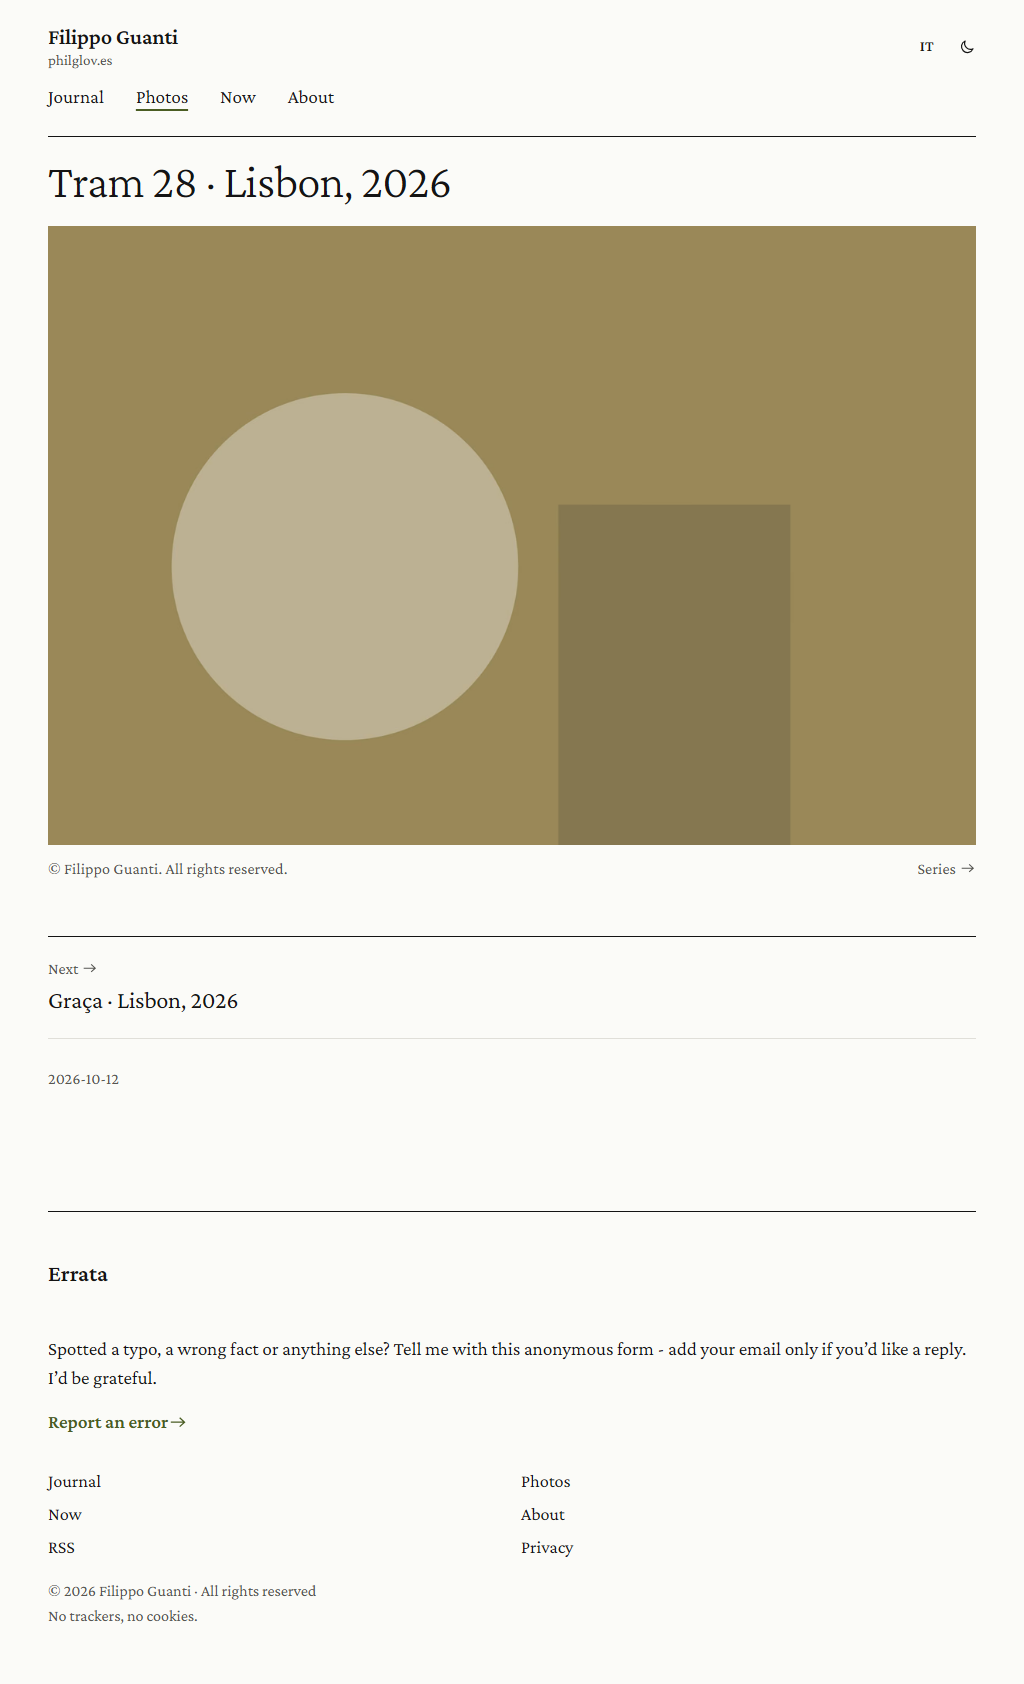 Filippo Guanti
philglov.es
IT
Journal Photos Now About
Tram 28 · Lisbon, 2026
© Filippo Guanti. All rights reserved.
Series →
Next →
Graça · Lisbon, 2026
2026-10-12
Errata
Spotted a typo, a wrong fact or anything else? Tell me with this anonymous form - add your email only if you’d like a reply.
I’d be grateful.
Report an error →
Journal
Photos
Now
About
RSS
Privacy
© 2026 Filippo Guanti · All rights reserved
No trackers, no cookies.